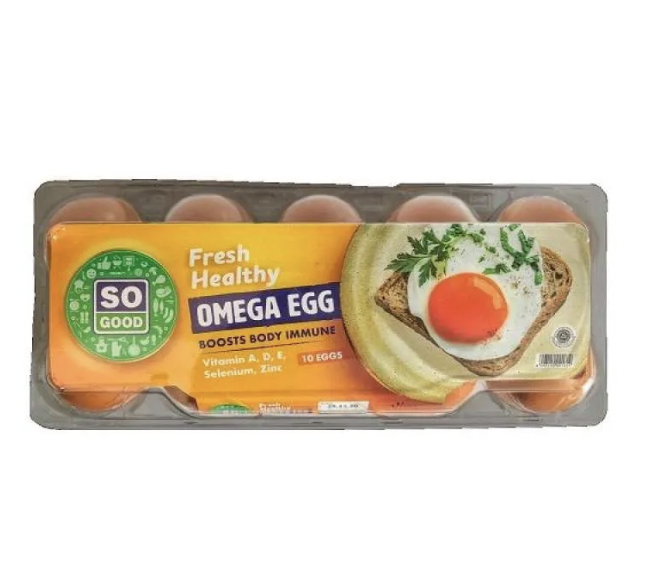 SO
GOOD
Fresh
Healthy
OMEGA EGG
BOOSTS BODY IMMUNE
Vitamin A, D, E,
Selenium, Zinc
10 EGGS